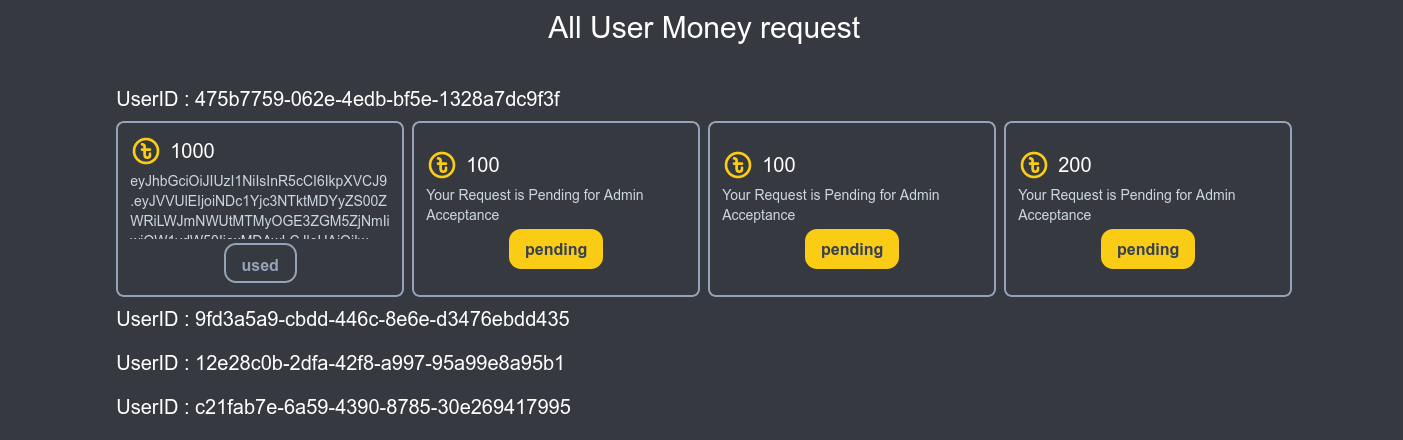 All User Money request
UserID : 475b7759-062e-4edb-bf5e-1328a7dc9f3f
1000
eyJhbGciOiJIUzI1NiIsInR5cCI6IkpXVCJ9
.eyJVVUlEIjoiNDc1Yjc3NTktMDYyZS00Z
WRiLWJmNWUtMTMyOGE3ZGM5ZjNmIi
used
100
Your Request is Pending for Admin
Acceptance
pending
100
Your Request is Pending for Admin
Acceptance
pending
200
Your Request is Pending for Admin
Acceptance
pending
UserID : 9fd3a5a9-cbdd-446c-8e6e-d3476ebdd435
UserID : 12e28c0b-2dfa-42f8-a997-95a99e8a95b1
UserID : c21fab7e-6a59-4390-8785-30e269417995